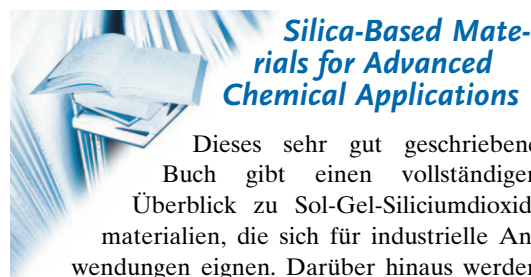 Silica-Based Mate-
rials for Advanced
Chemical Applications
Dieses sehr gut geschriebene
Buch gibt einen vollständigen
Überblick zu Sol-Gel-Siliciumdioxid-
materialien, die sich für industrielle An-
wendungen eignen. Darüber hinaus werden